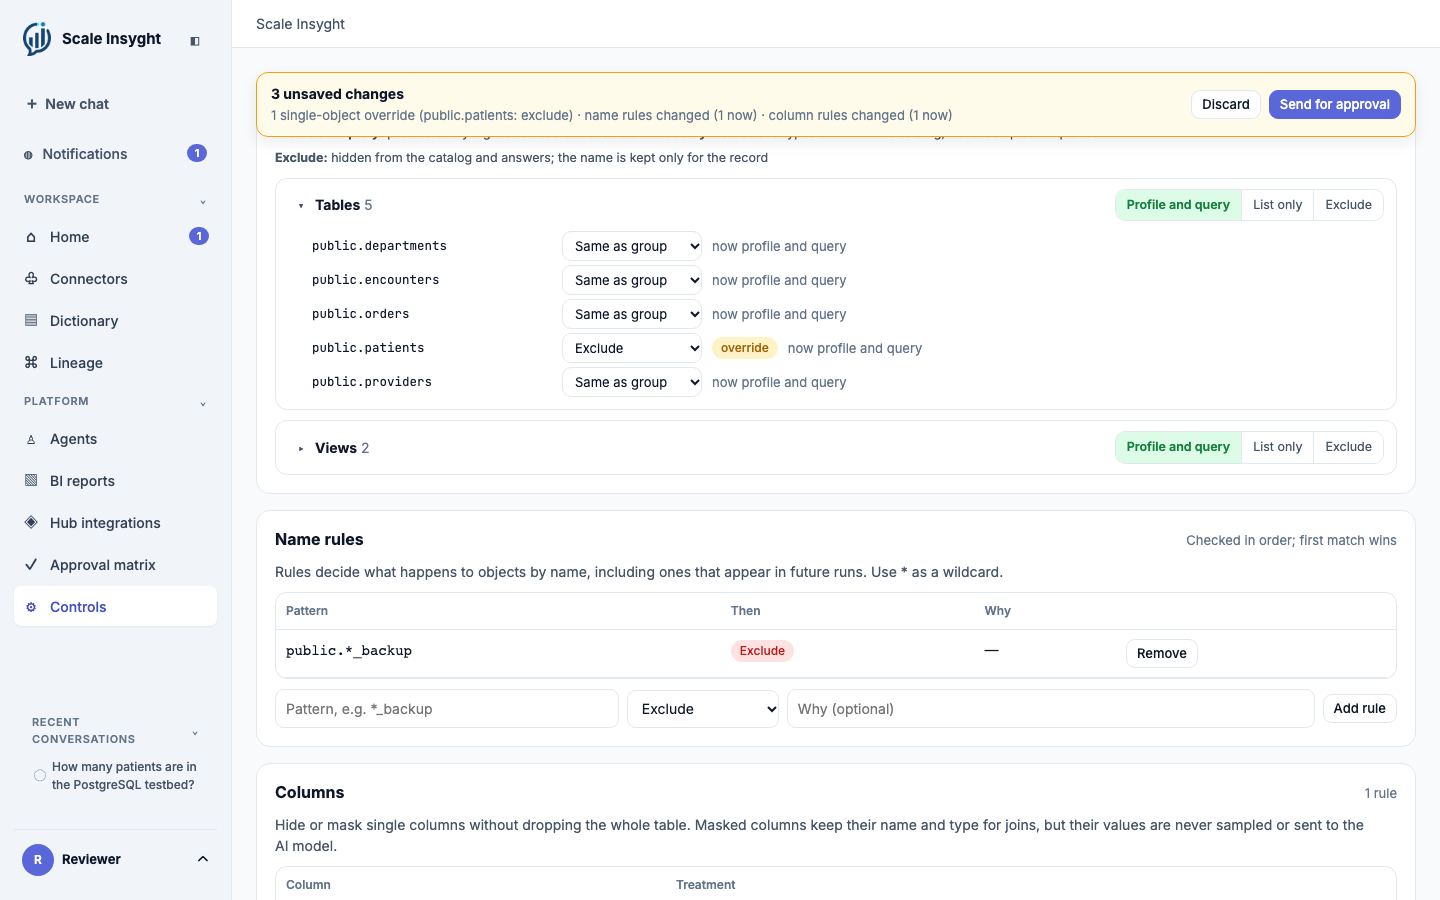 Scale Insyght
+ New chat
Notifications 1
WORKSPACE
Home 1
Connectors
Dictionary
Lineage
PLATFORM
Agents
BI reports
Hub integrations
Approval matrix
Controls
RECENT
CONVERSATIONS
How many patients are in
the PostgreSQL testbed?
R Reviewer
Scale Insyght
3 unsaved changes
1 single-object override (public.patients: exclude) · name rules changed (1 now) · column rules changed (1 now)
Discard Send for approval
Exclude: hidden from the catalog and answers; the name is kept only for the record
Tables 5 Profile and query List only Exclude
public.departments Same as group now profile and query
public.encounters Same as group now profile and query
public.orders Same as group now profile and query
public.patients Exclude override now profile and query
public.providers Same as group now profile and query
Views 2 Profile and query List only Exclude
Name rules Checked in order; first match wins
Rules decide what happens to objects by name, including ones that appear in future runs. Use * as a wildcard.
Pattern Then Why
public.*_backup Exclude — Remove
Pattern, e.g. *_backup Exclude Why (optional) Add rule
Columns 1 rule
Hide or mask single columns without dropping the whole table. Masked columns keep their name and type for joins, but their values are never sampled or sent to the
AI model.
Column Treatment